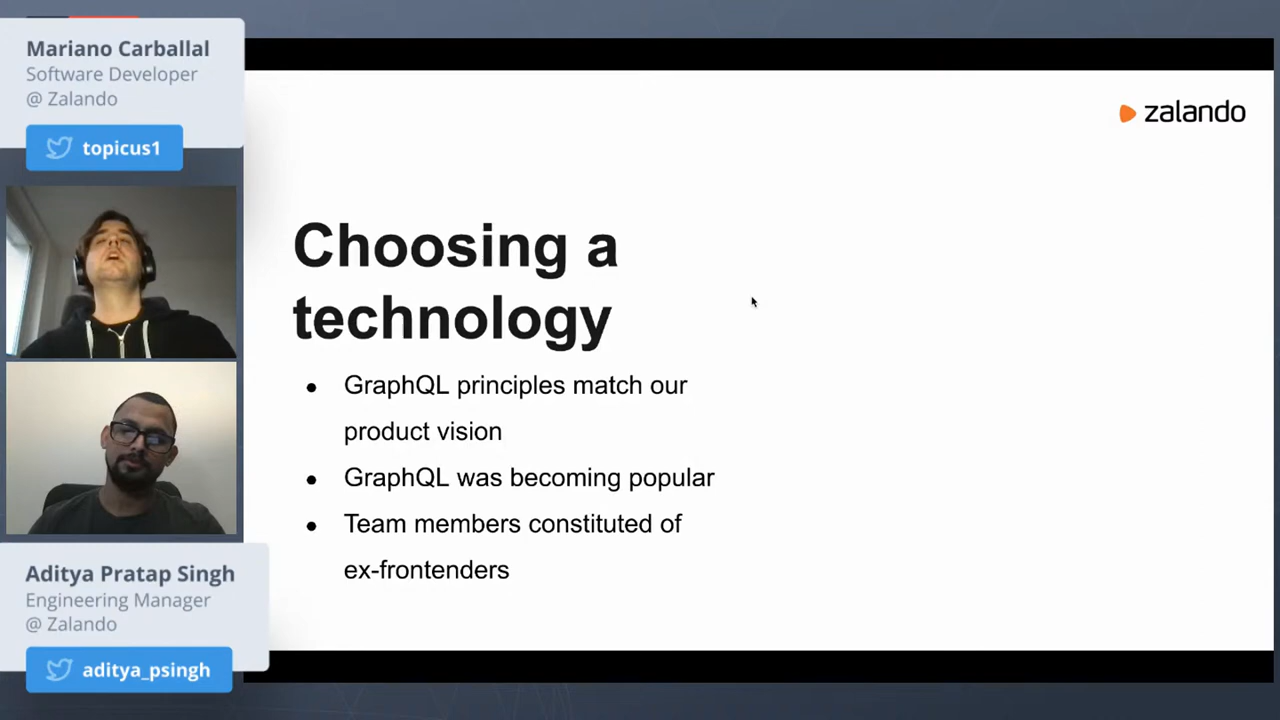 Mariano Carballal
Software Developer
@ Zalando
topicus1
Aditya Pratap Singh
Engineering Manager
@ Zalando
aditya_psingh
zalando
Choosing a
technology
● GraphQL principles match our
product vision
● GraphQL was becoming popular
● Team members constituted of
ex-frontenders